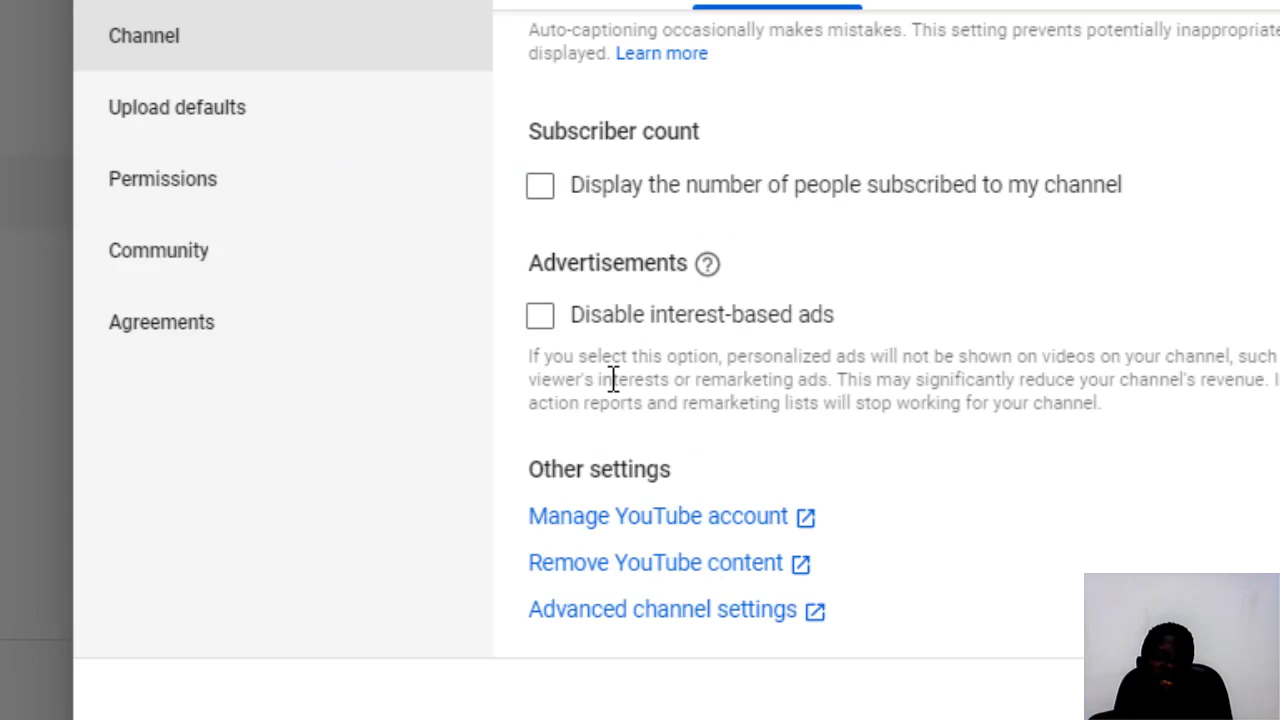 Channel
Upload defaults
Permissions
Community
Agreements
Auto-captioning occasionally makes mistakes. This setting prevents potentially inappropriate
displayed. Learn more
Subscriber count
Display the number of people subscribed to my channel
Advertisements
Disable interest-based ads
If you select this option, personalized ads will not be shown on videos on your channel, such
viewer's interests or remarketing ads. This may significantly reduce your channel's revenue. I
action reports and remarketing lists will stop working for your channel.
Other settings
Manage YouTube account
Remove YouTube content
Advanced channel settings